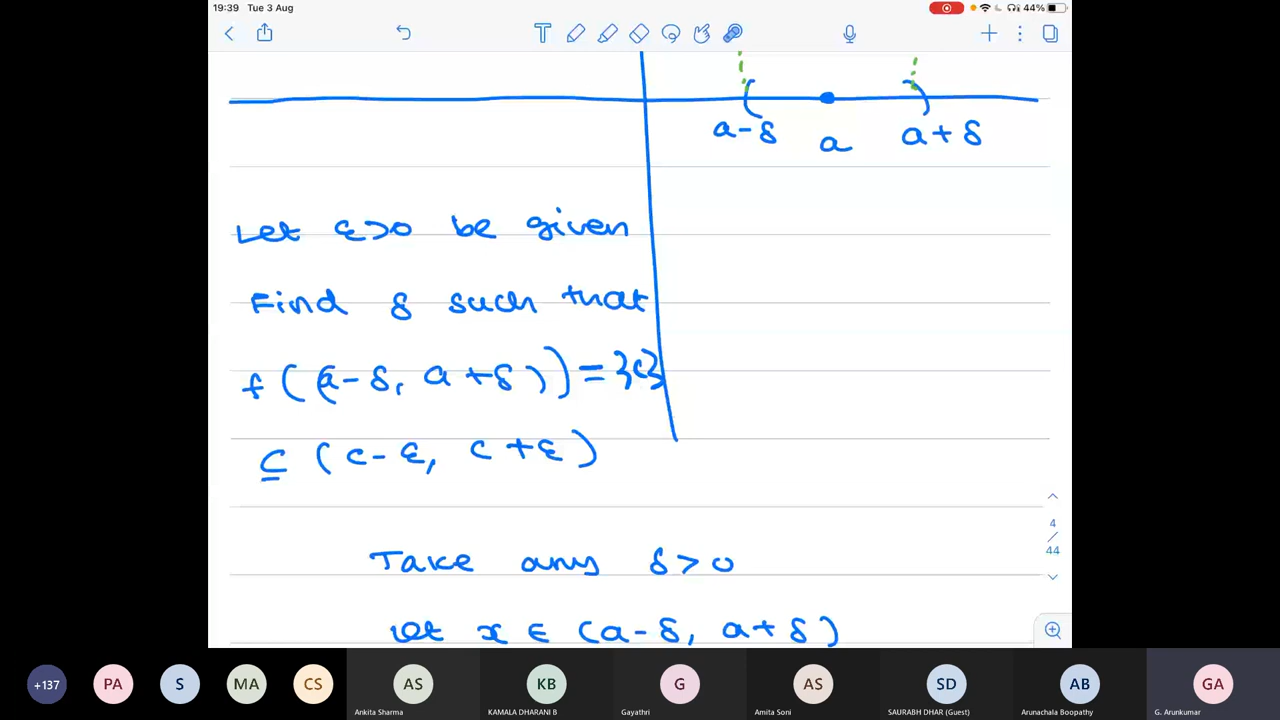 19:39 Tue 3 Aug
44%
a-δ a a+δ
Let ε>0 be given
Find δ such that
f((a-δ, a+δ))={c}
⊆ (c-ε, c+ε)
4
/
44
Take any δ>0
let x ∈ (a-δ, a+δ)
+137 PA S MA CS AS KB G AS SD AB GA
Ankita Sharma KAMALA DHARANI B Gayathri Amita Soni SAURABH DHAR (Guest) Arunachala Boopathy G. Arunkumar